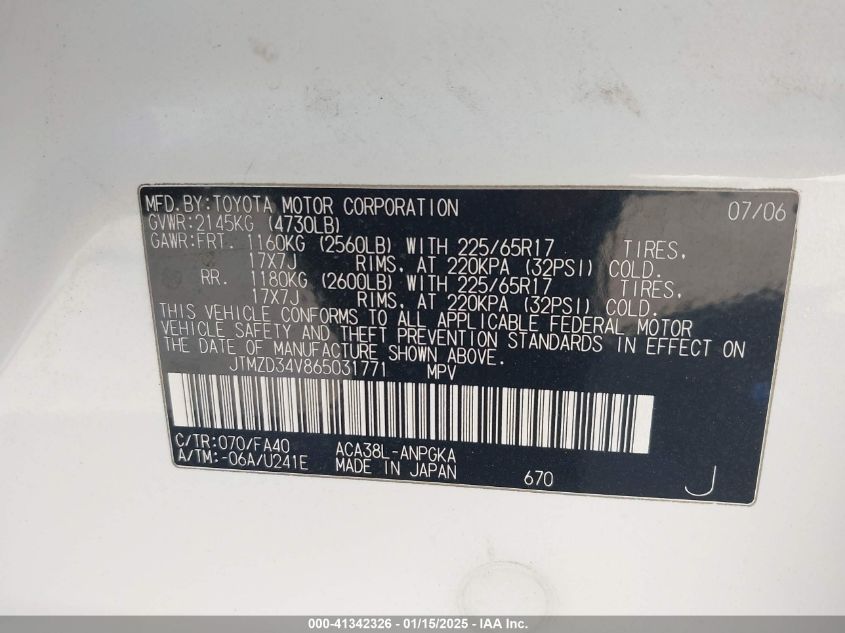 MFD.BY:TOYOTA MOTOR CORPORATION 07/06
GVWR:2145KG (4730LB)
GAWR:FRT. 1160KG (2560LB) WITH 225/65R17 TIRES,
17X7J RIMS, AT 220KPA (32PSI) COLD.
RR. 1180KG (2600LB) WITH 225/65R17 TIRES,
17X7J RIMS, AT 220KPA (32PSI) COLD.
THIS VEHICLE CONFORMS TO ALL APPLICABLE FEDERAL MOTOR
VEHICLE SAFETY AND THEFT PREVENTION STANDARDS IN EFFECT ON
THE DATE OF MANUFACTURE SHOWN ABOVE.
JTMZD34V865031771 MPV
C/TR:070/FA40 ACA38L-ANPGKA
A/TM:-06A/U241E MADE IN JAPAN 670 J
000-41342326 - 01/15/2025 - IAA Inc.